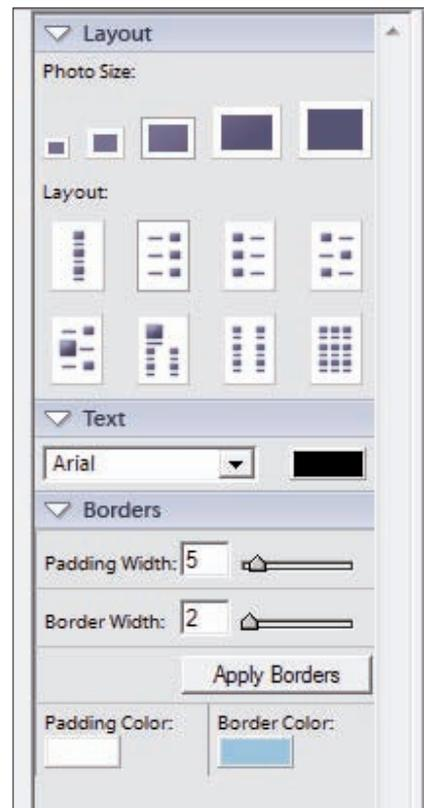 Layout
Photo Size:
Layout:
Text
Arial
Borders
Padding Width: 5
Border Width: 2
Apply Borders
Padding Color: Border Color: